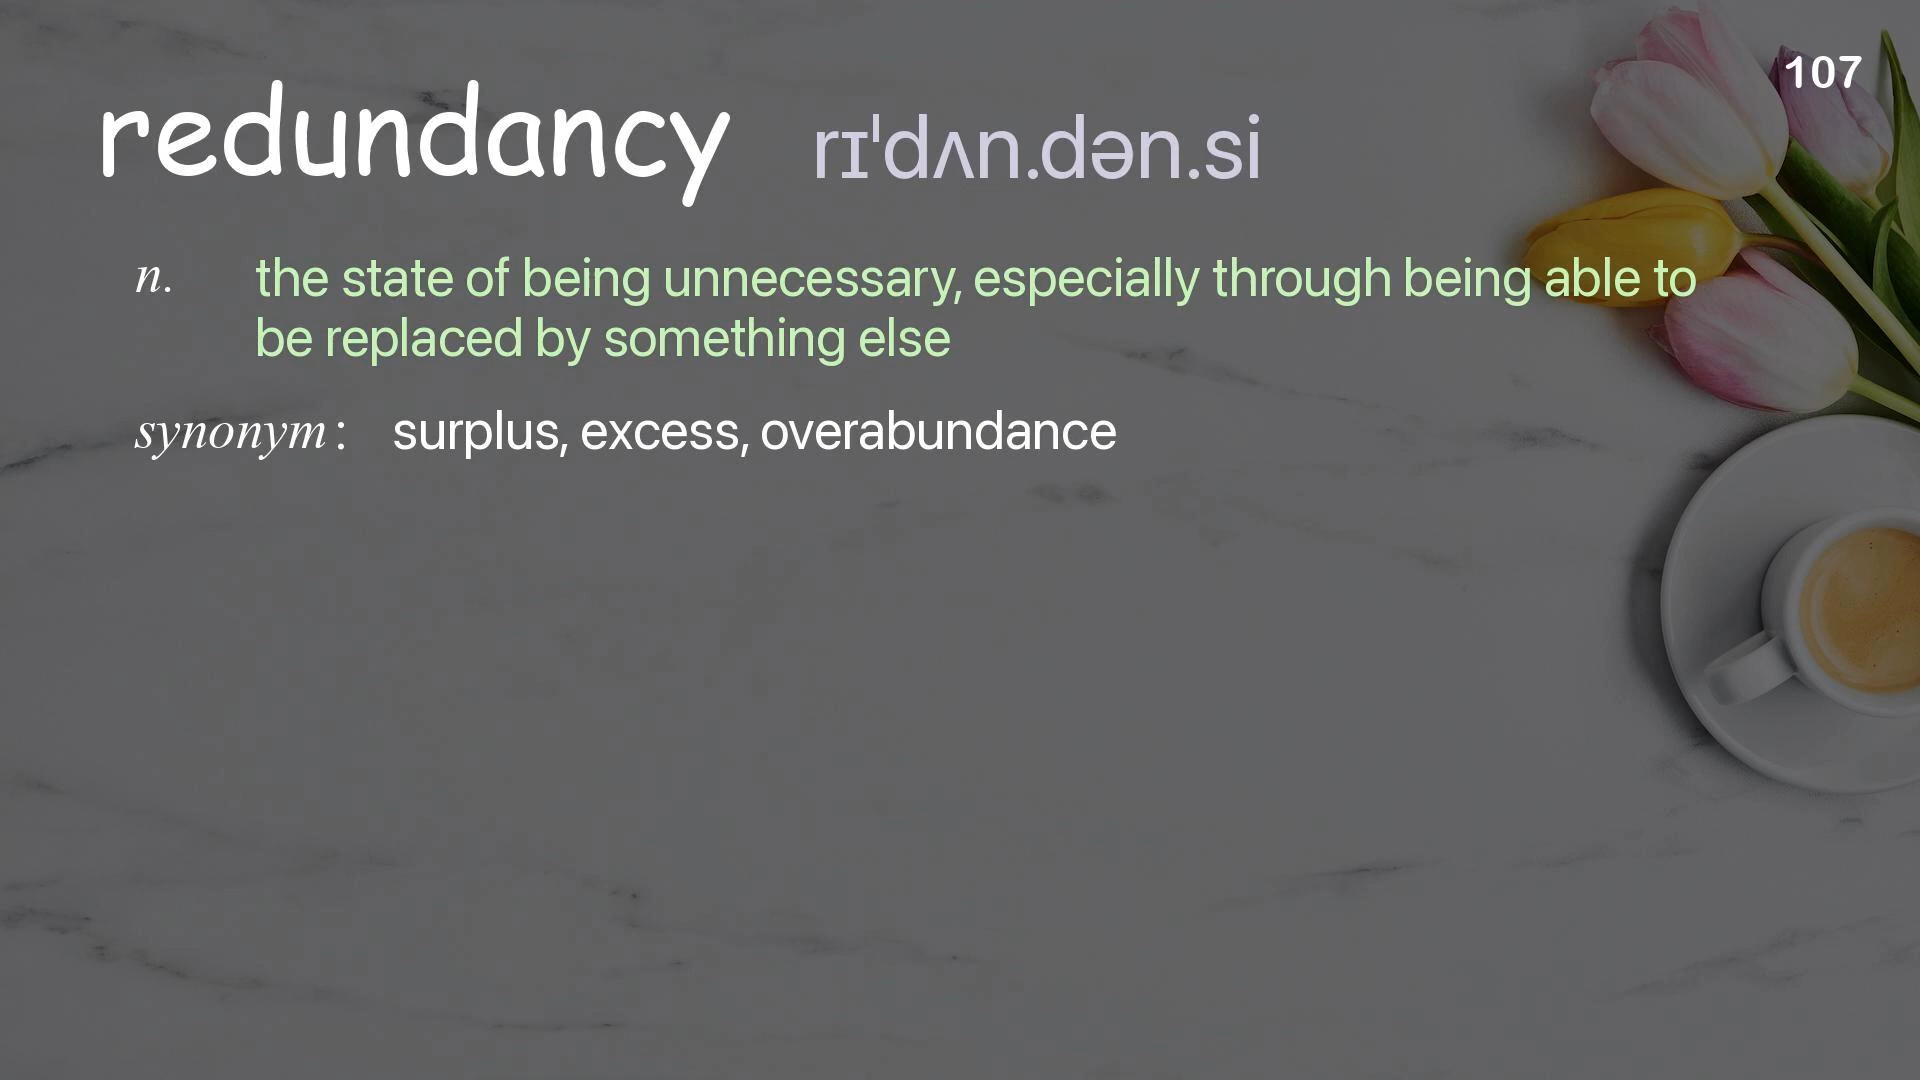 107
redundancy rɪˈdʌn.dən.si
n. the state of being unnecessary, especially through being able to
be replaced by something else
synonym: surplus, excess, overabundance